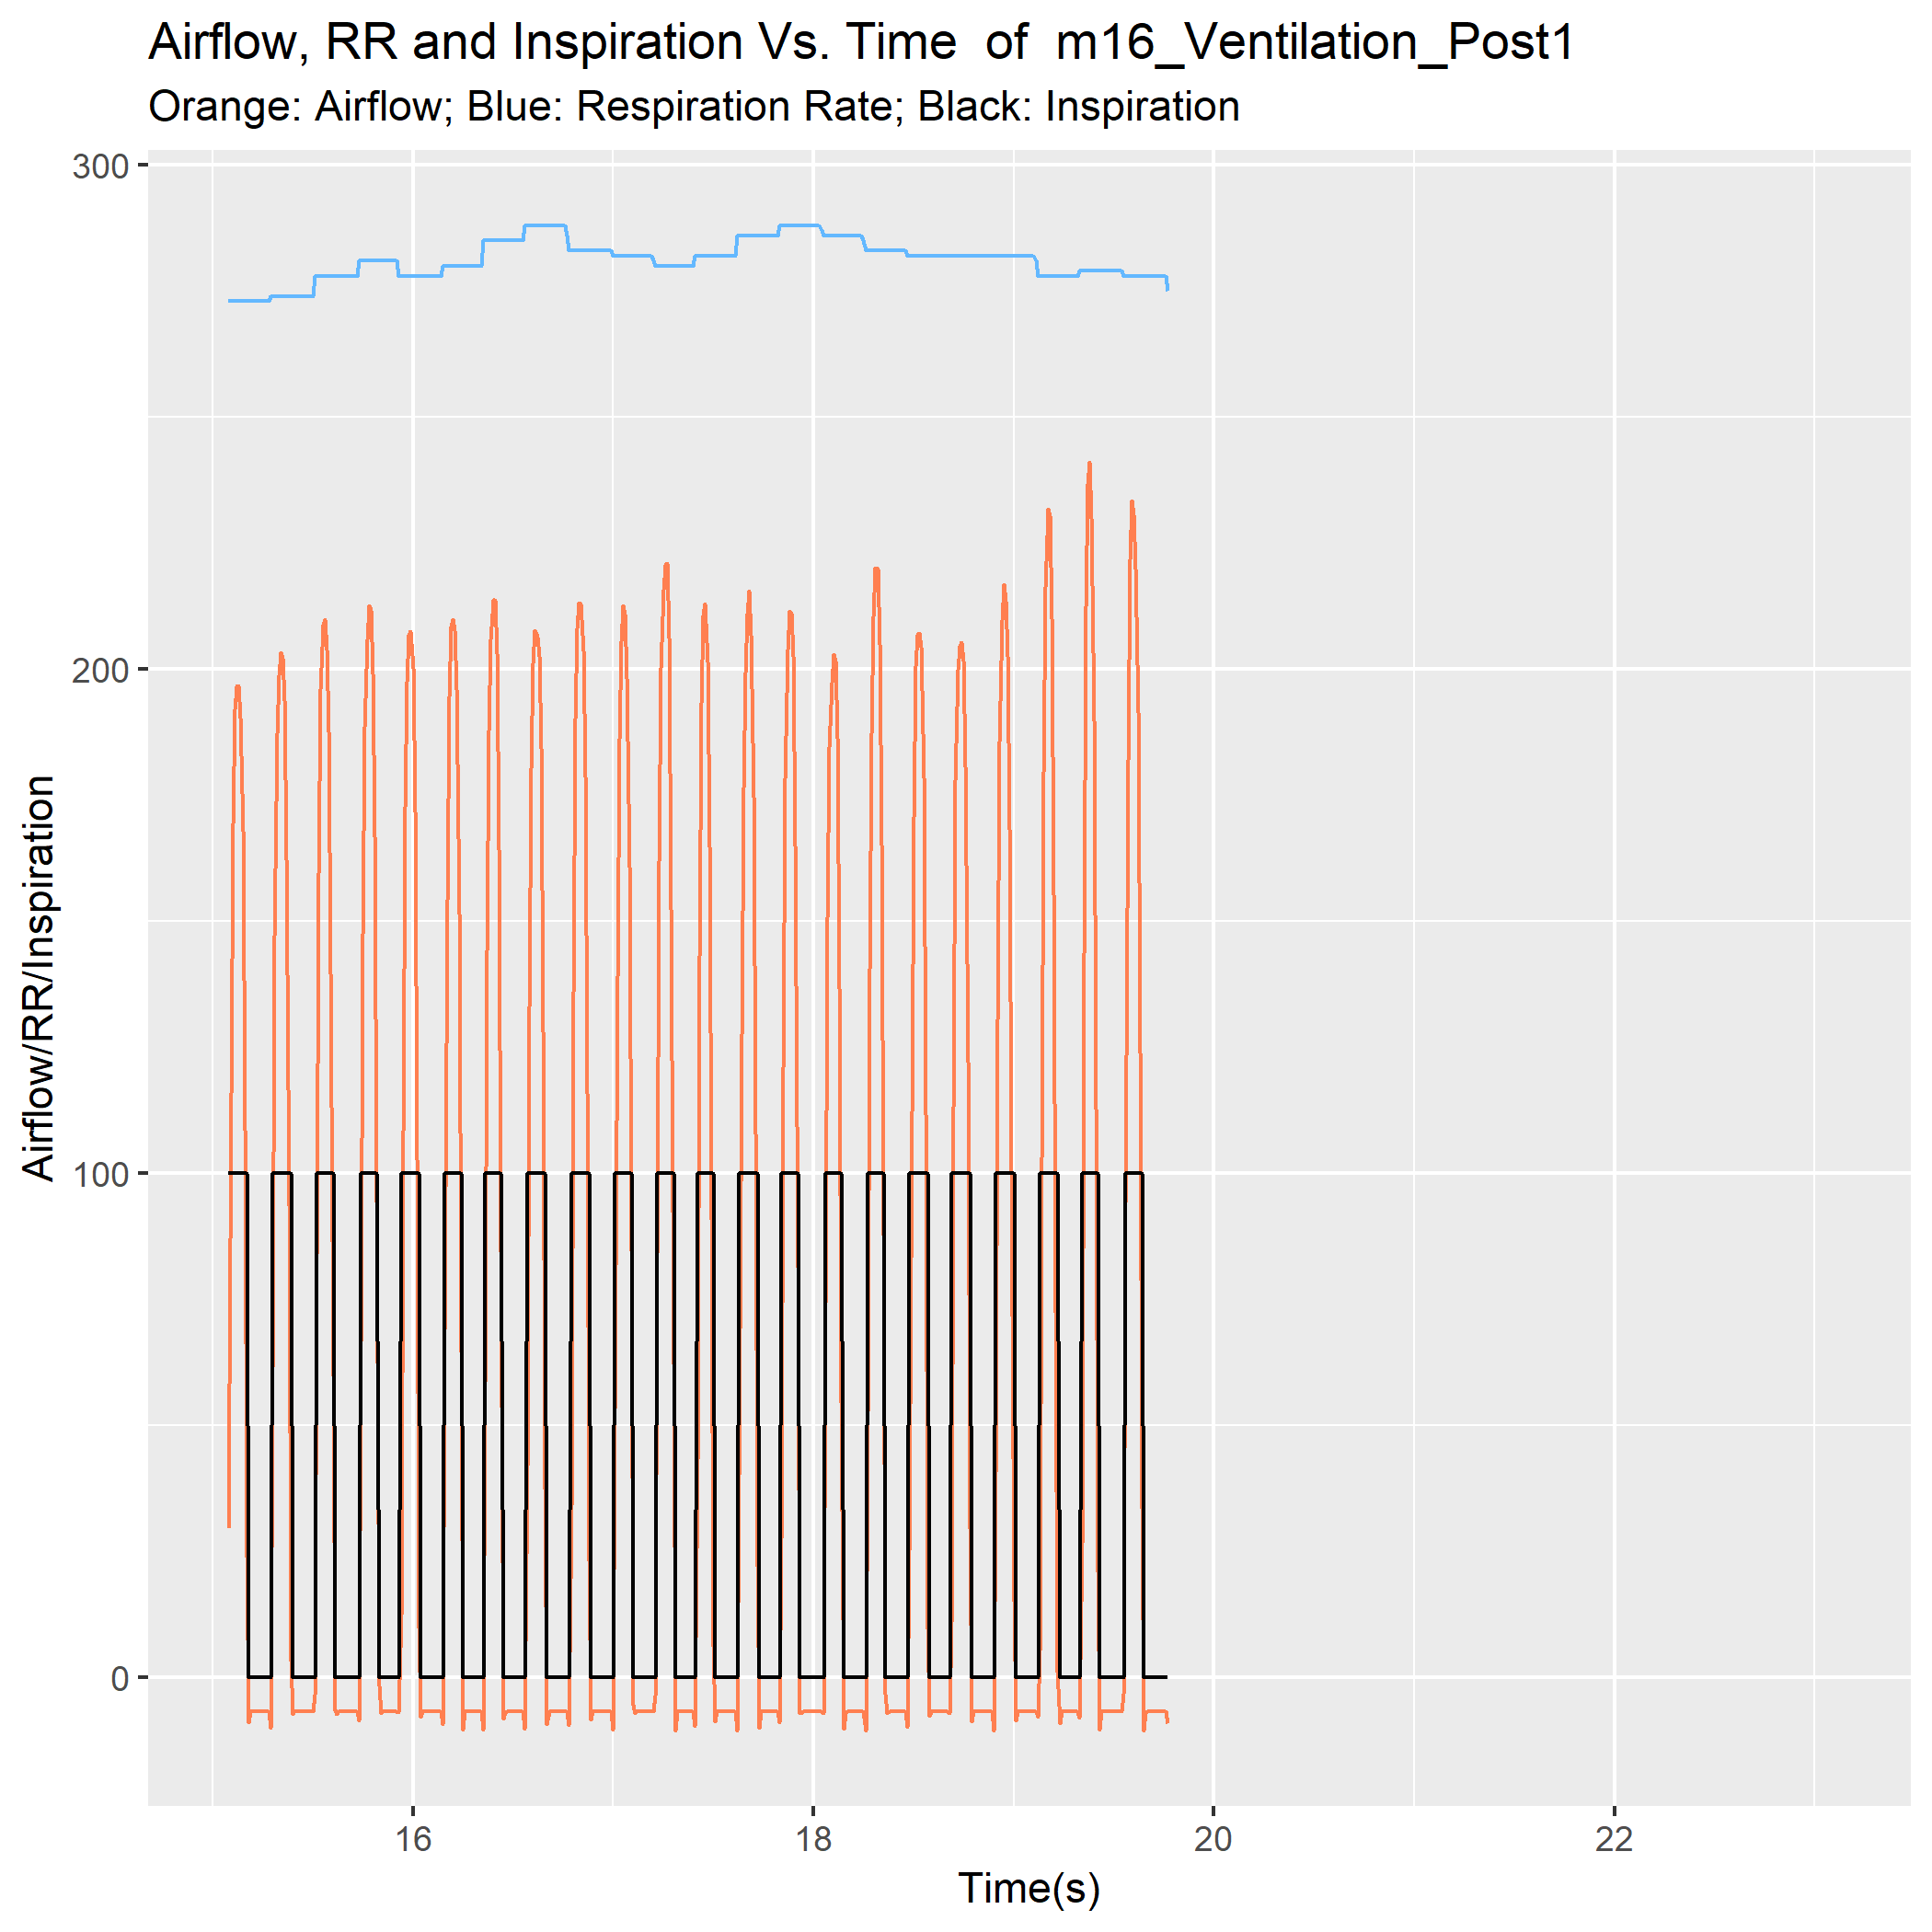 Airflow, RR and Inspiration Vs. Time  of  m16_Ventilation_Post1
Orange: Airflow; Blue: Respiration Rate; Black: Inspiration
300
200
100
0
Airflow/RR/Inspiration
16
18
20
22
Time(s)